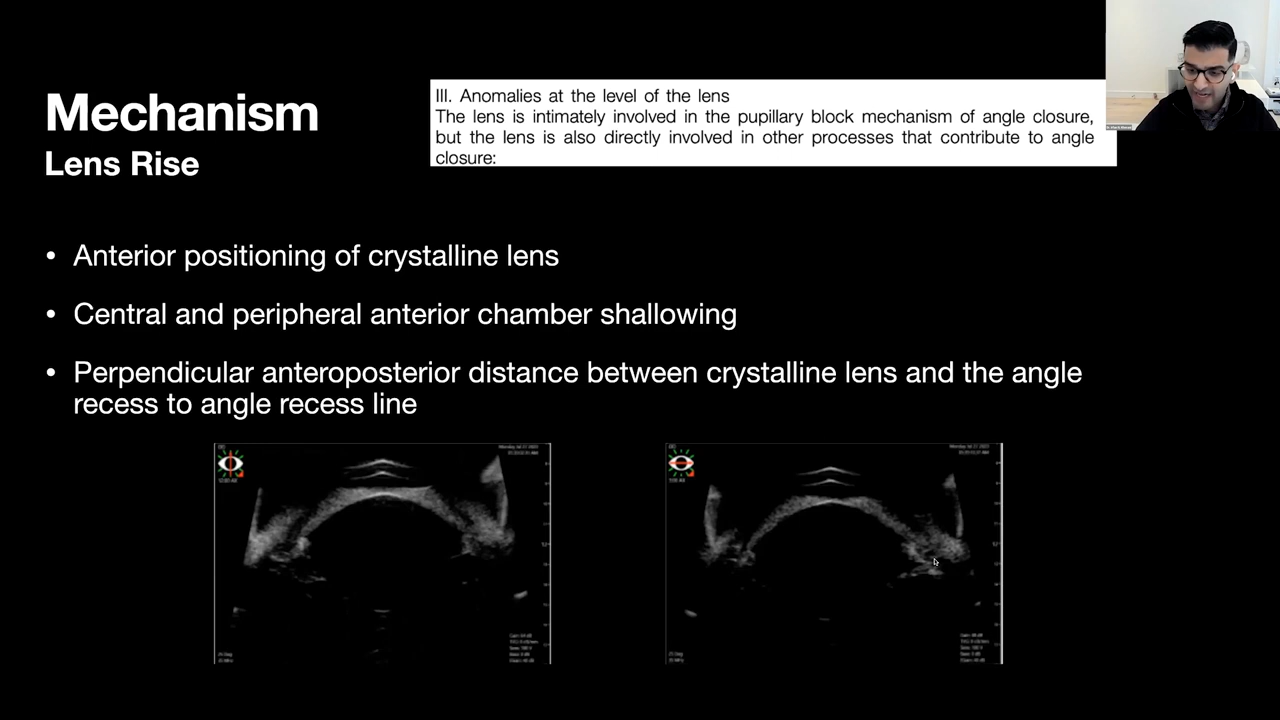 Mechanism
Lens Rise
III. Anomalies at the level of the lens
The lens is intimately involved in the pupillary block mechanism of angle closure,
but the lens is also directly involved in other processes that contribute to angle
closure:
• Anterior positioning of crystalline lens
• Central and peripheral anterior chamber shallowing
• Perpendicular anteroposterior distance between crystalline lens and the angle
recess to angle recess line